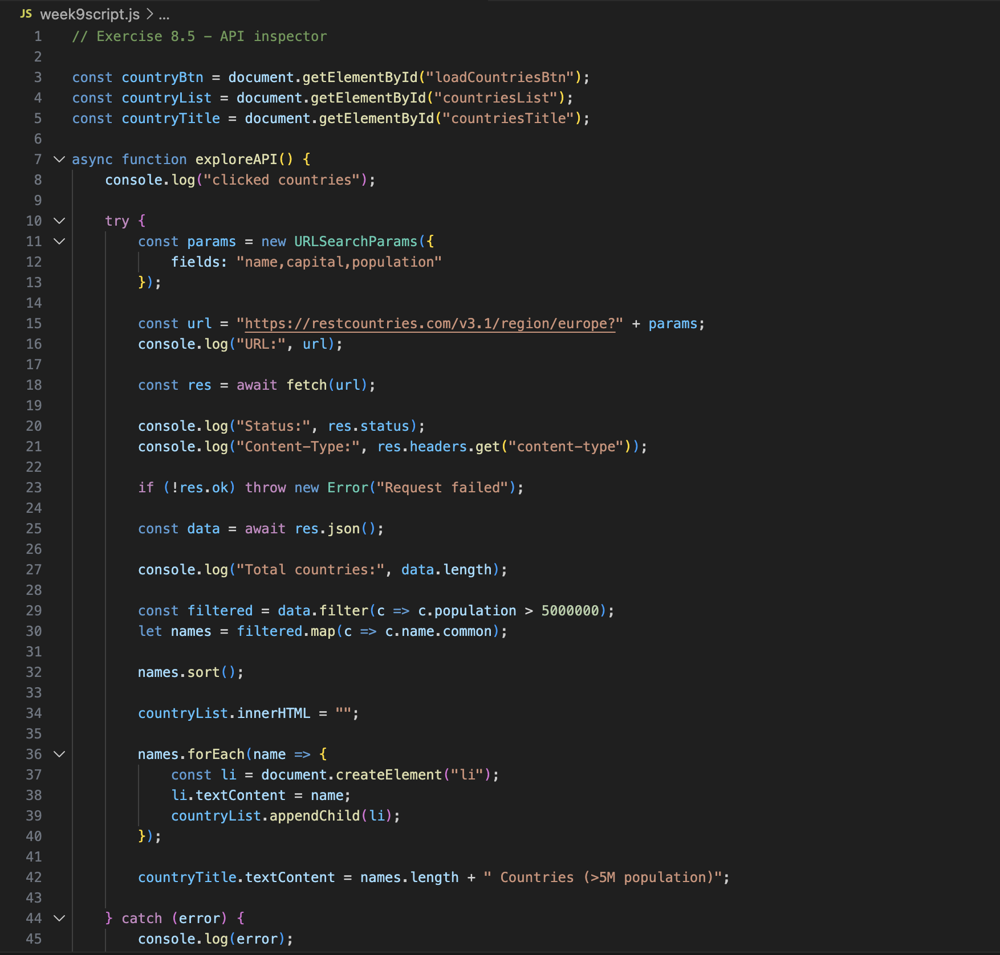 JS week9script.js > ...
1 // Exercise 8.5 – API inspector
2
3 const countryBtn = document.getElementById("loadCountriesBtn");
4 const countryList = document.getElementById("countriesList");
5 const countryTitle = document.getElementById("countriesTitle");
6
7 async function exploreAPI() {
8 console.log("clicked countries");
9
10 try {
11 const params = new URLSearchParams({
12 fields: "name,capital,population"
13 });
14
15 const url = "https://restcountries.com/v3.1/region/europe?" + params;
16 console.log("URL:", url);
17
18 const res = await fetch(url);
19
20 console.log("Status:", res.status);
21 console.log("Content-Type:", res.headers.get("content-type"));
22
23 if (!res.ok) throw new Error("Request failed");
24
25 const data = await res.json();
26
27 console.log("Total countries:", data.length);
28
29 const filtered = data.filter(c => c.population > 5000000);
30 let names = filtered.map(c => c.name.common);
31
32 names.sort();
33
34 countryList.innerHTML = "";
35
36 names.forEach(name => {
37 const li = document.createElement("li");
38 li.textContent = name;
39 countryList.appendChild(li);
40 });
41
42 countryTitle.textContent = names.length + " Countries (>5M population)";
43
44 } catch (error) {
45 console.log(error);